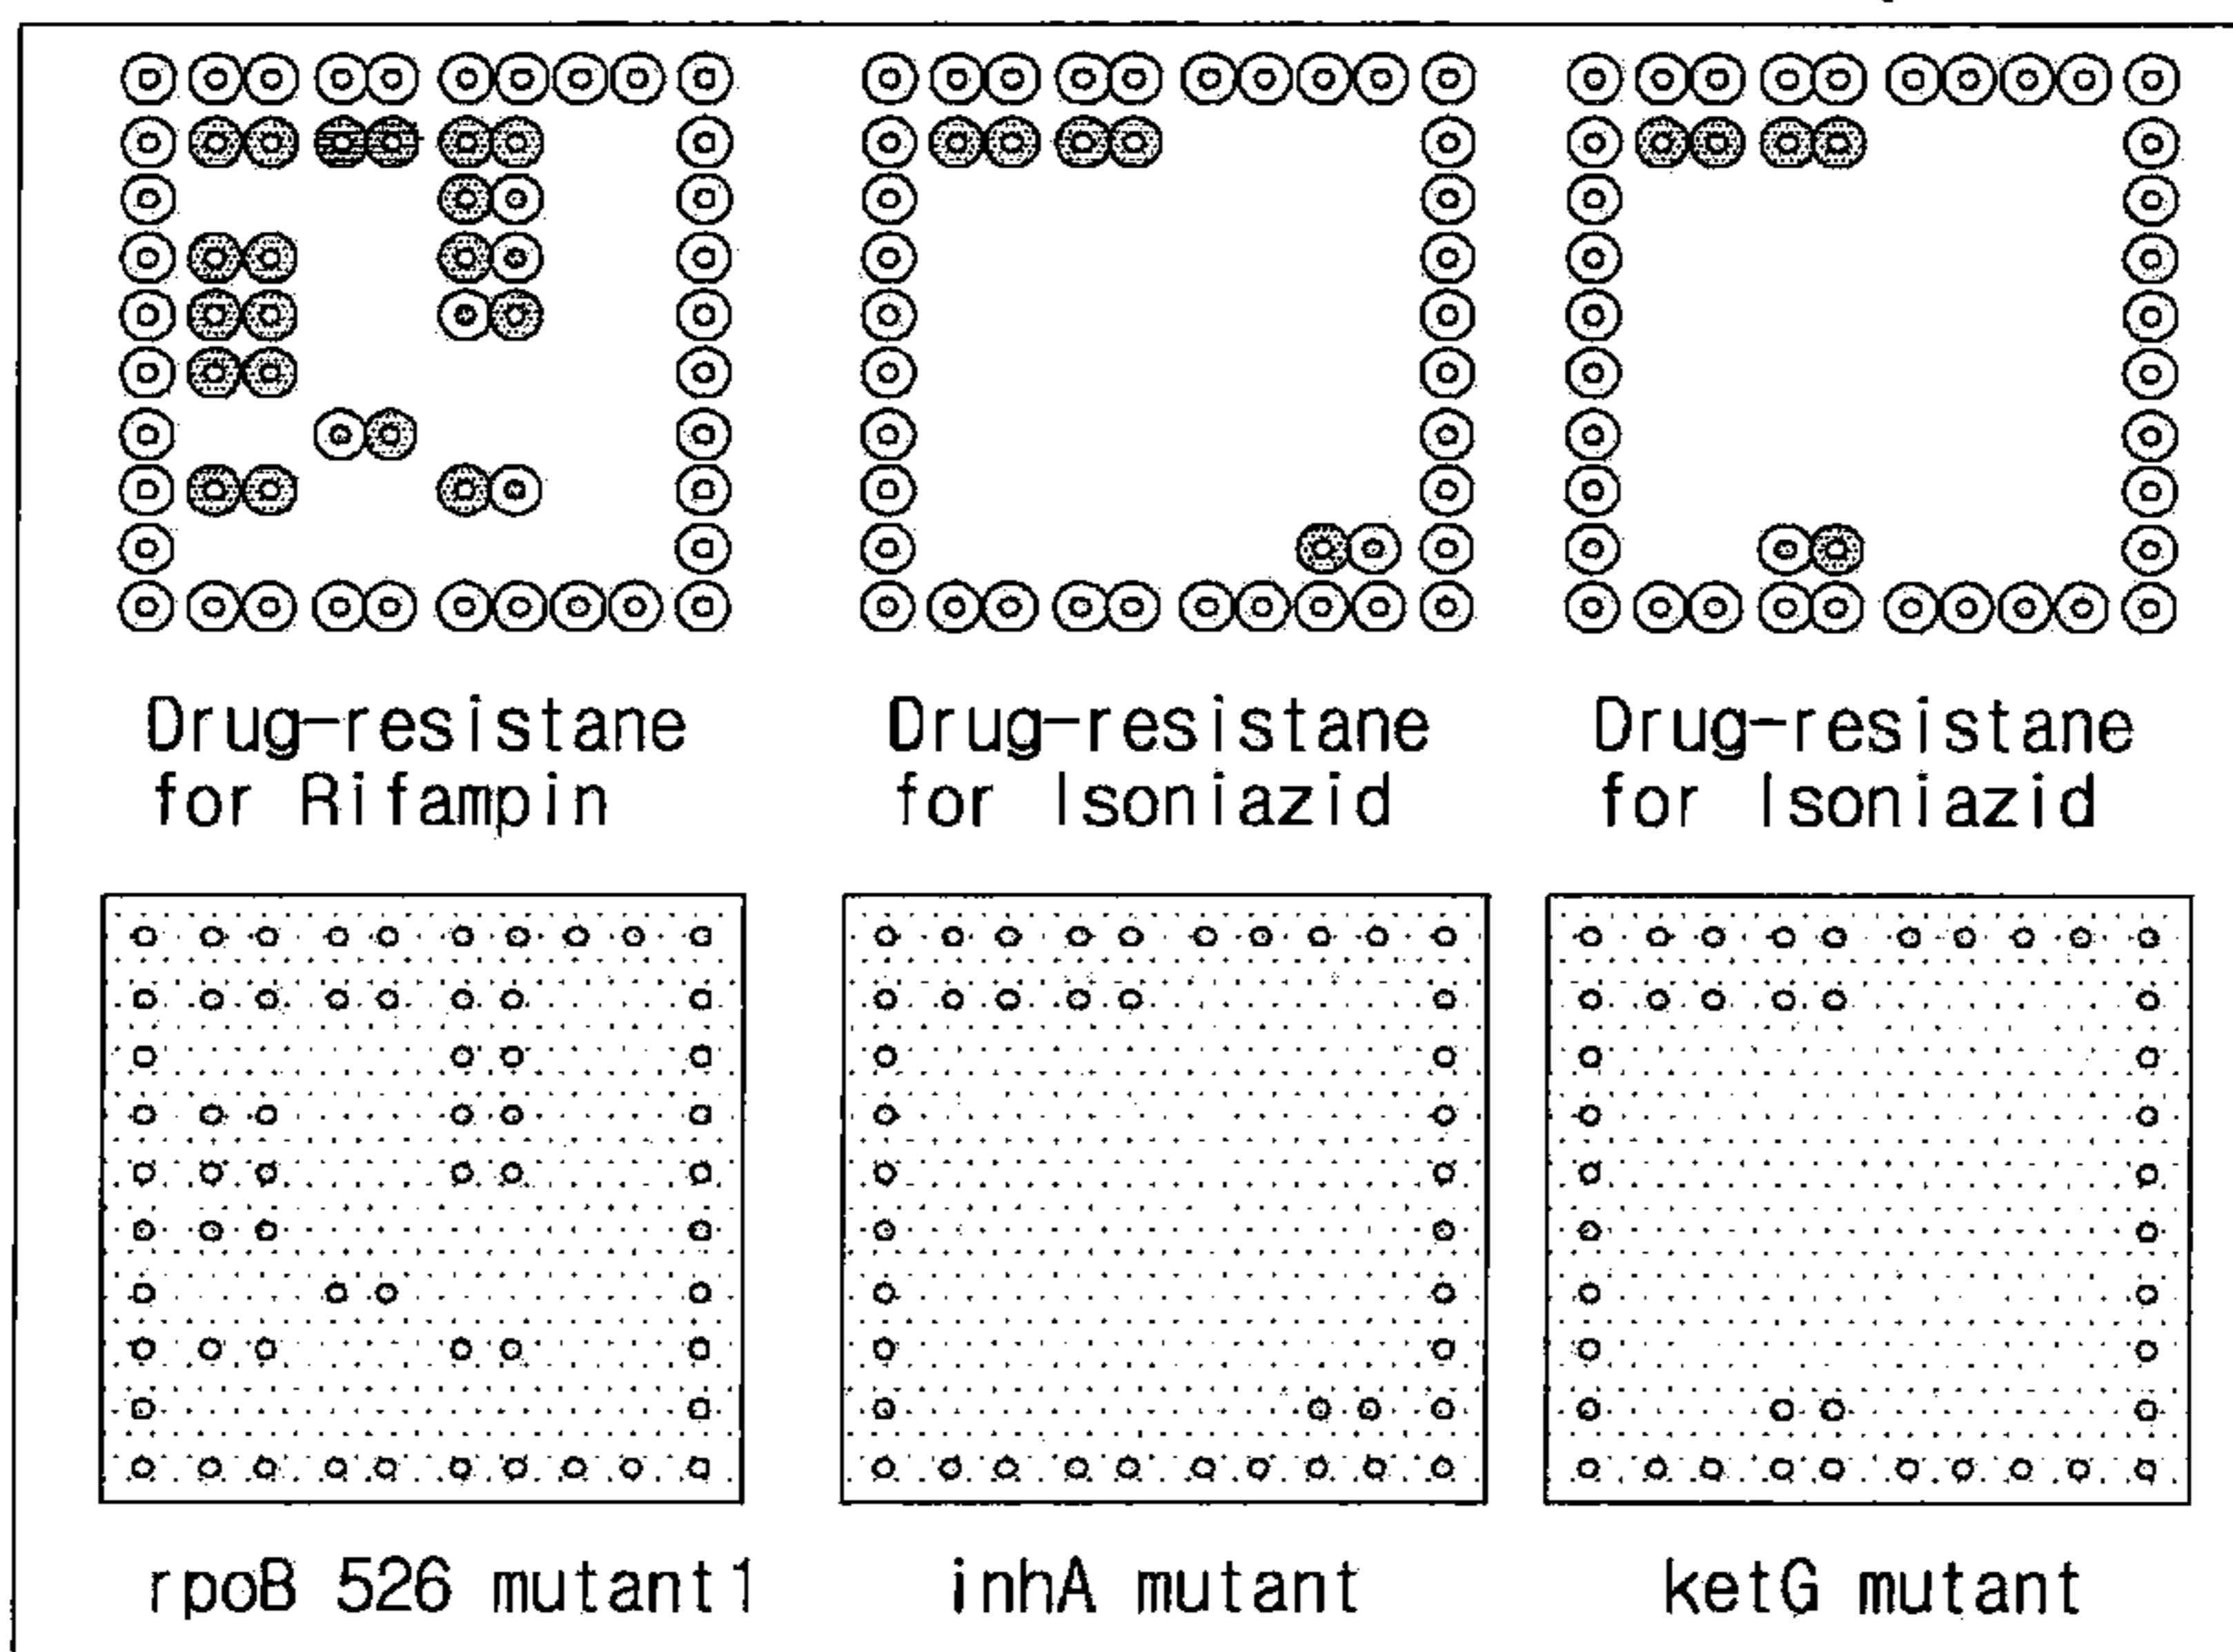 Drug-resistane
for Rifampin
Drug-resistane
for Isoniazid
Drug-resistane
for Isoniazid
rpoB 526 mutant1
inhA mutant
ketG mutant